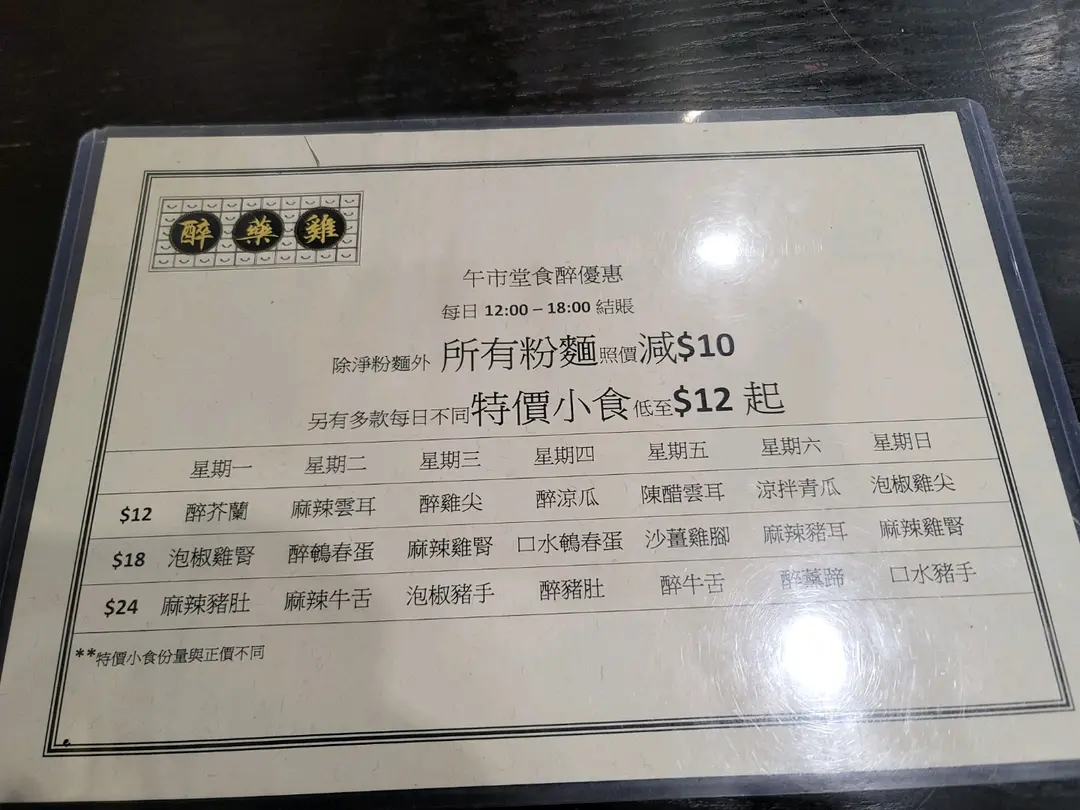 醉藥雞
午市堂食醉優惠
每日 12:00 – 18:00 結賬
除淨粉麵外 所有粉麵照價減$10
另有多款每日不同特價小食低至$12 起
星期一 星期二 星期三 星期四 星期五 星期六 星期日
$12 醉芥蘭 麻辣雲耳 醉雞尖 醉涼瓜 陳醋雲耳 涼拌青瓜 泡椒雞尖
$18 泡椒雞腎 醉鵪春蛋 麻辣雞腎 口水鵪春蛋 沙薑雞腳 麻辣豬耳 麻辣雞腎
$24 麻辣豬肚 麻辣牛舌 泡椒豬手 醉豬肚 醉牛舌 醉薰蹄 口水豬手
**特價小食份量與正價不同